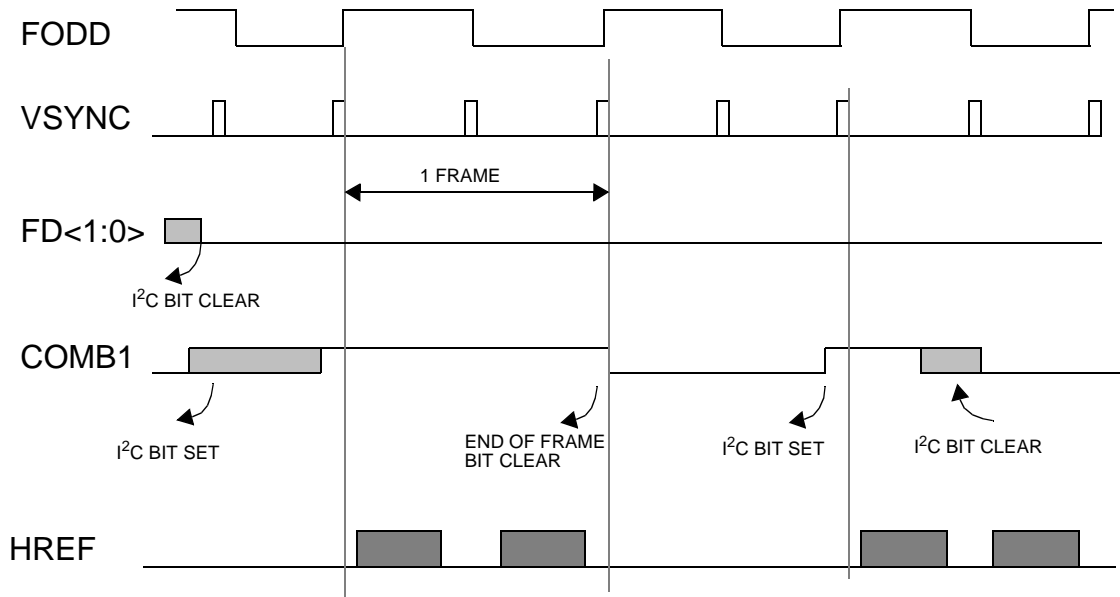 FODD
VSYNC
1 FRAME
FD<1:0>
I²C BIT CLEAR
COMB1
I²C BIT SET
END OF FRAME
BIT CLEAR
I²C BIT SET
I²C BIT CLEAR
HREF